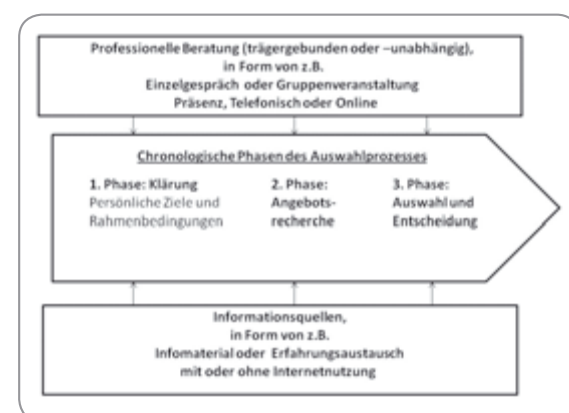 Professionelle Beratung (trägergebunden oder –unabhängig),
in Form von z.B.
Einzelgespräch oder Gruppenveranstaltung
Präsenz, Telefonisch oder Online
Chronologische Phasen des Auswahlprozesses
1. Phase: Klärung
Persönliche Ziele und
Rahmenbedingungen
2. Phase:
Angebots-
recherche
3. Phase:
Auswahl und
Entscheidung
Informationsquellen,
in Form von z.B.
Infomaterial oder Erfahrungsaustausch
mit oder ohne Internetnutzung